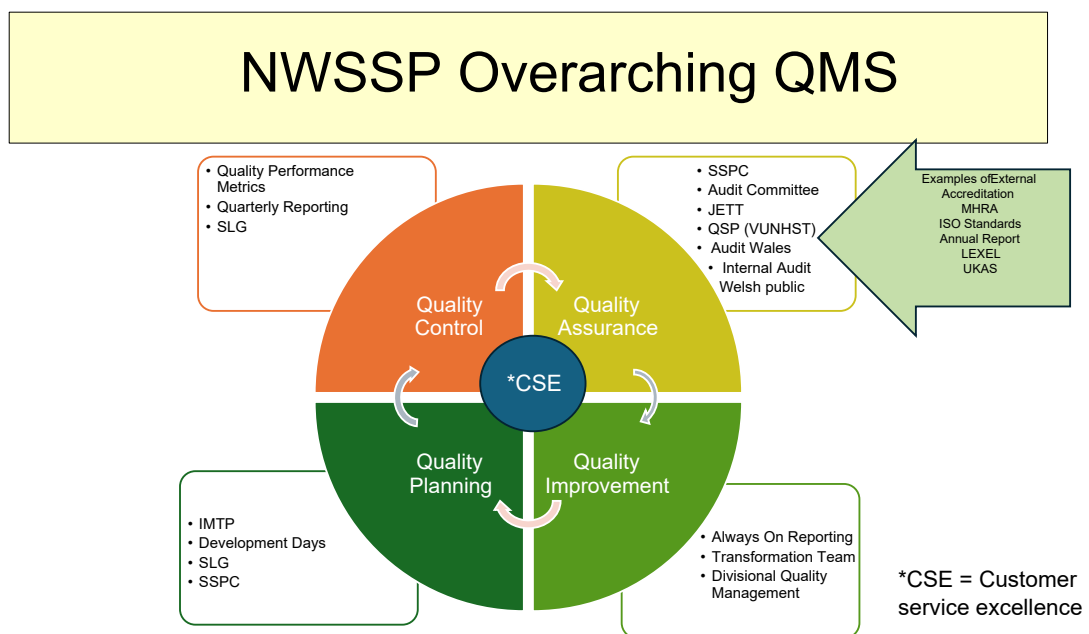 NWSSP Overarching QMS
• Quality Performance
Metrics
• Quarterly Reporting
• SLG
• SSPC
• Audit Committee
• JETT
• QSP (VUNHST)
• Audit Wales
• Internal Audit
Welsh public
Examples ofExternal
Accreditation
MHRA
ISO Standards
Annual Report
LEXEL
UKAS
Quality
Control
Quality
Assurance
*CSE
Quality
Planning
Quality
Improvement
• IMTP
• Development Days
• SLG
• SSPC
• Always On Reporting
• Transformation Team
• Divisional Quality
Management
*CSE = Customer
service excellence